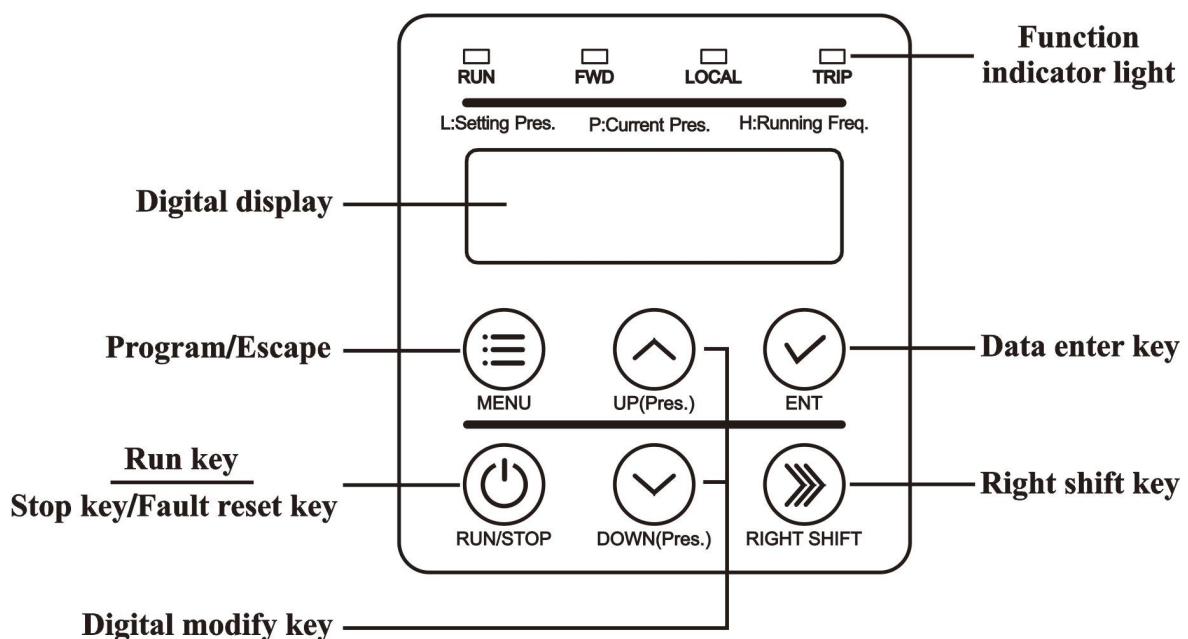 RUN FWD LOCAL TRIP
Function
indicator light
L:Setting Pres. P:Current Pres. H:Running Freq.
Digital display
Program/Escape
Data enter key
MENU UP(Pres.) ENT
Run key
Stop key/Fault reset key
Right shift key
RUN/STOP DOWN(Pres.) RIGHT SHIFT
Digital modify key